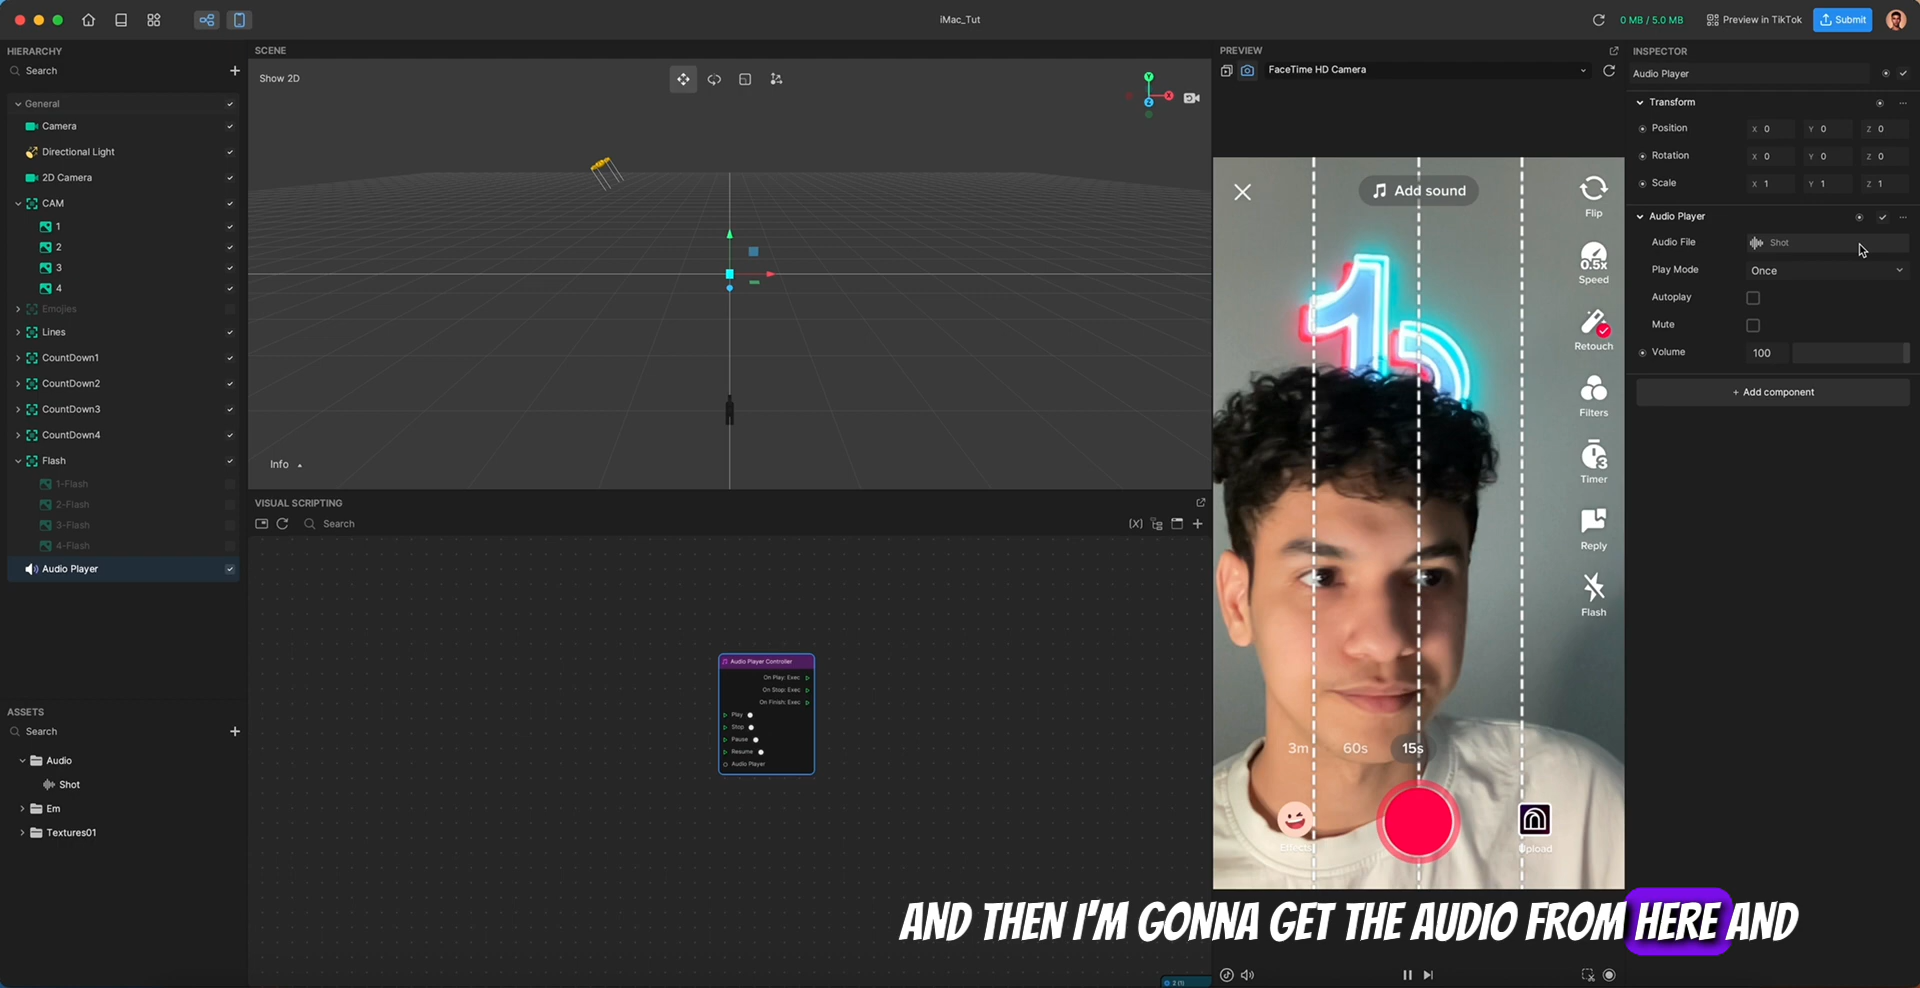 iMac_Tut
0 MB / 5.0 MB
Preview in TikTok
Submit
HIERARCHY
Search
General
Camera
Directional Light
2D Camera
CAM
1
2
3
4
Emojies
Lines
CountDown1
CountDown2
CountDown3
CountDown4
Flash
1-Flash
2-Flash
3-Flash
4-Flash
Audio Player
ASSETS
Search
Audio
Shot
Em
Textures01
SCENE
Show 2D
Y
X
Z
Info
VISUAL SCRIPTING
Search
(X)
Audio Player Controller
On Play: Exec
On Stop: Exec
On Finish: Exec
Play
Stop
Pause
Resume
Audio Player
2 (1)
PREVIEW
FaceTime HD Camera
Add sound
Flip
0.5x
Speed
Retouch
Filters
3
Timer
Reply
Flash
3m 60s 15s
Effects
Upload
INSPECTOR
Audio Player
Transform
Position X 0 Y 0 Z 0
Rotation X 0 Y 0 Z 0
Scale X 1 Y 1 Z 1
Audio Player
Audio File Shot
Play Mode Once
Autoplay
Mute
Volume 100
+ Add component
AND THEN I'M GONNA GET THE AUDIO FROM HERE AND